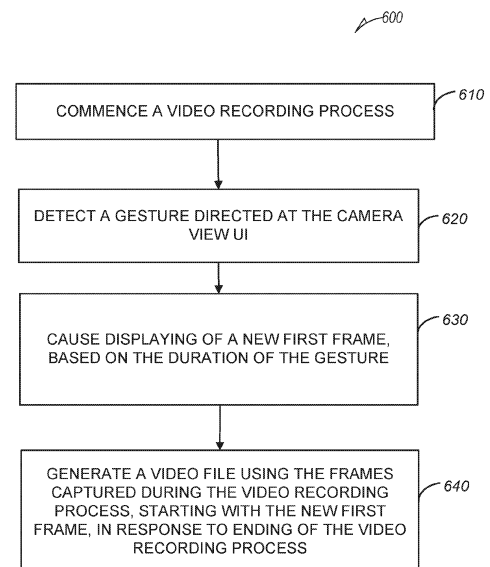 600
COMMENCE A VIDEO RECORDING PROCESS
610
DETECT A GESTURE DIRECTED AT THE CAMERA
VIEW UI
620
CAUSE DISPLAYING OF A NEW FIRST FRAME,
BASED ON THE DURATION OF THE GESTURE
630
GENERATE A VIDEO FILE USING THE FRAMES
CAPTURED DURING THE VIDEO RECORDING
PROCESS, STARTING WITH THE NEW FIRST
FRAME, IN RESPONSE TO ENDING OF THE VIDEO
RECORDING PROCESS
640